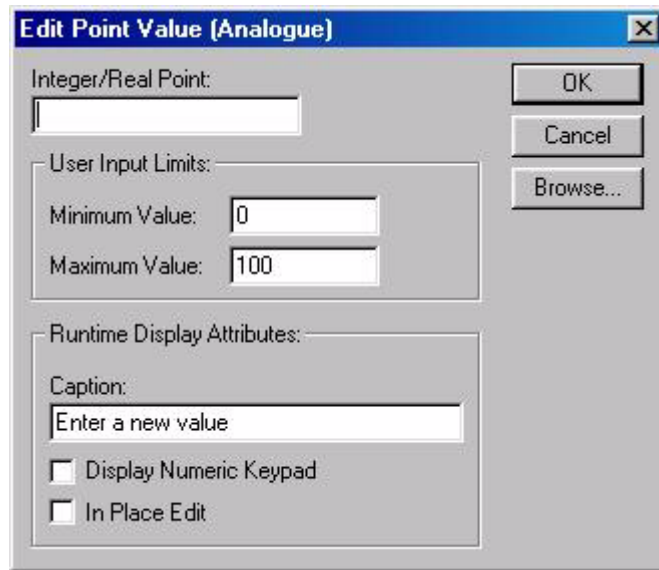 Edit Point Value (Analogue)
Integer/Real Point:
OK
Cancel
Browse...
User Input Limits:
Minimum Value: 0
Maximum Value: 100
Runtime Display Attributes:
Caption:
Enter a new value
Display Numeric Keypad
In Place Edit